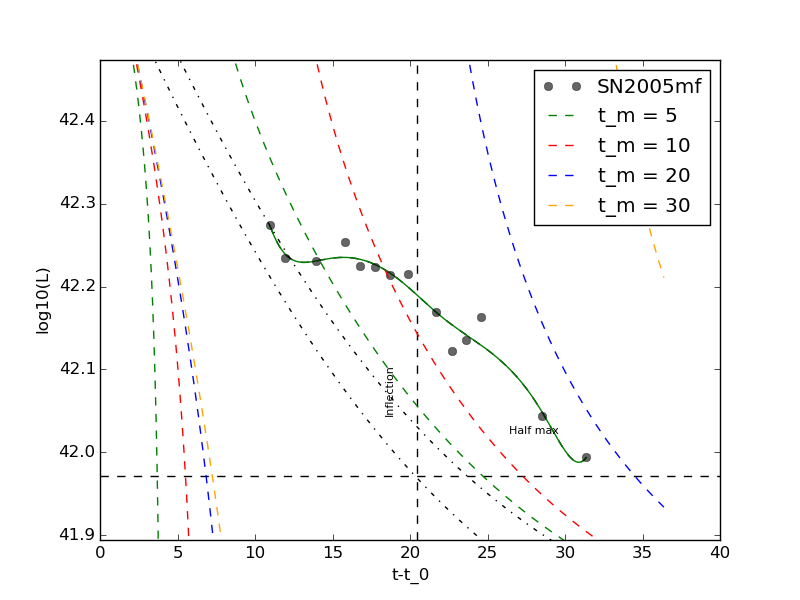 SN2005mf
t_m = 5
t_m = 10
t_m = 20
t_m = 30
42.4
42.3
42.2
42.1
42.0
41.9
log10(L)
Inflection
Half max
0
5
10
15
20
25
30
35
40
t-t_0